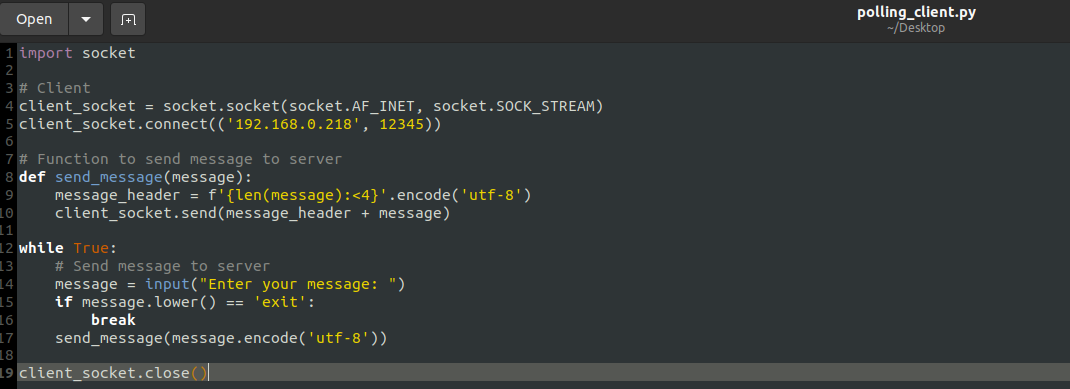 Open
polling_client.py
~/Desktop
1 import socket
2
3 # Client
4 client_socket = socket.socket(socket.AF_INET, socket.SOCK_STREAM)
5 client_socket.connect(('192.168.0.218', 12345))
6
7 # Function to send message to server
8 def send_message(message):
9     message_header = f'{len(message):<4}'.encode('utf-8')
10     client_socket.send(message_header + message)
11
12 while True:
13     # Send message to server
14     message = input("Enter your message: ")
15     if message.lower() == 'exit':
16         break
17     send_message(message.encode('utf-8'))
18
19 client_socket.close()